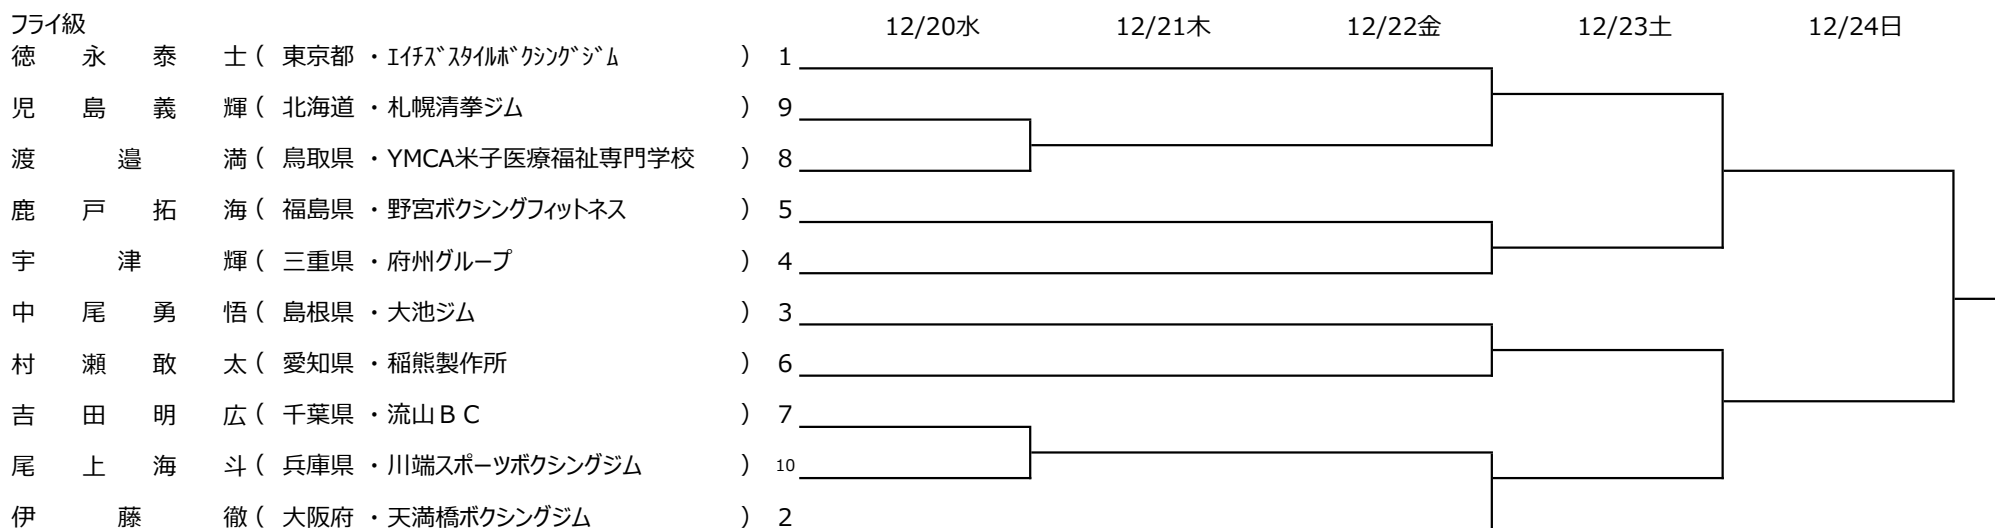 フライ級 12/20水 12/21木 12/22金 12/23土 12/24日
徳永泰士 ( 東京都 ・ ｴｲﾁｽﾞｽﾀｲﾙﾎﾞｸｼﾝｸﾞｼﾞﾑ ) 1
児島義輝 ( 北海道 ・ 札幌清拳ジム ) 9
渡邉満 ( 鳥取県 ・ YMCA米子医療福祉専門学校 ) 8
鹿戸拓海 ( 福島県 ・ 野宮ボクシングフィットネス ) 5
宇津輝 ( 三重県 ・ 府州グループ ) 4
中尾勇悟 ( 島根県 ・ 大池ジム ) 3
村瀬敢太 ( 愛知県 ・ 稲熊製作所 ) 6
吉田明広 ( 千葉県 ・ 流山ＢＣ ) 7
尾上海斗 ( 兵庫県 ・ 川端スポーツボクシングジム ) 10
伊藤徹 ( 大阪府 ・ 天満橋ボクシングジム ) 2